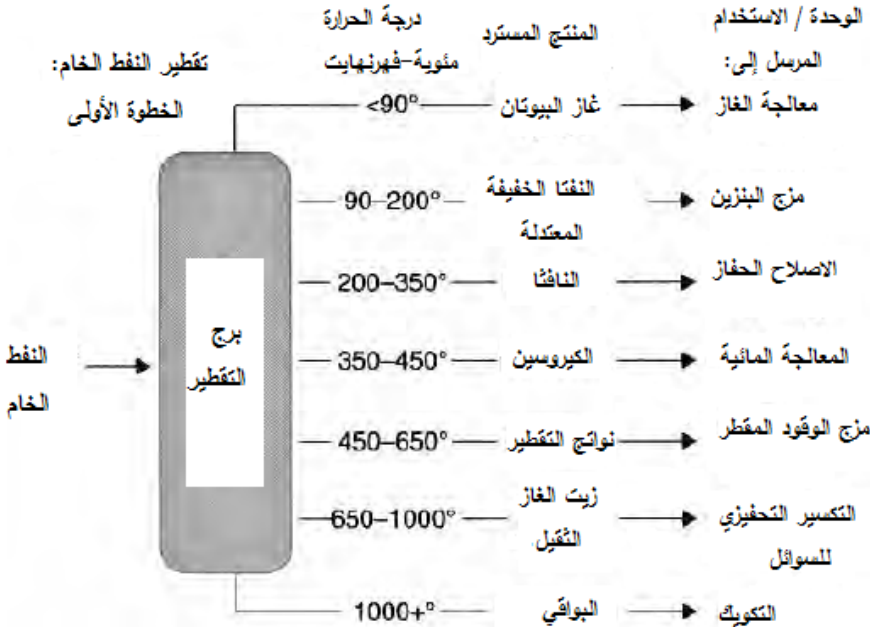 الوحدة / الاستخدام
المرسل إلى:
المنتج المسترد
درجة الحرارة
مئوية-فهرنهايت
تقطير النفط الخام:
الخطوة الأولى
<90°
غاز البيوتان
معالجة الغاز
90–200°
النفتا الخفيفة
المعتدلة
مزج البنزين
200–350°
النافثا
الاصلاح الحفاز
350–450°
الكيروسين
المعالجة المائية
450–650°
نواتج التقطير
مزج الوقود المقطر
650–1000°
زيت الغاز
الثقيل
التكسير التحفيزي
للسوائل
1000+°
البواقي
التكويك
برج
التقطير
النفط
الخام